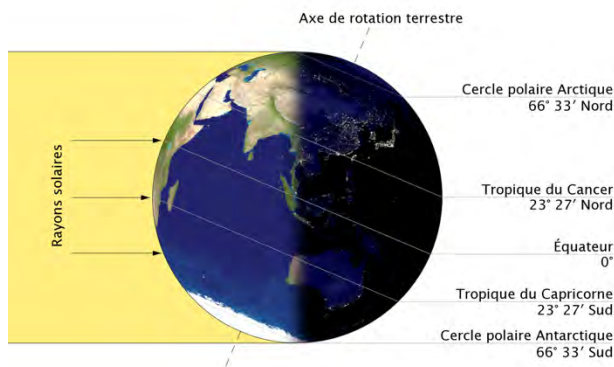 Axe de rotation terrestre
Cercle polaire Arctique
66° 33′ Nord
Rayons solaires
Tropique du Cancer
23° 27′ Nord
Équateur
0°
Tropique du Capricorne
23° 27′ Sud
Cercle polaire Antarctique
66° 33′ Sud